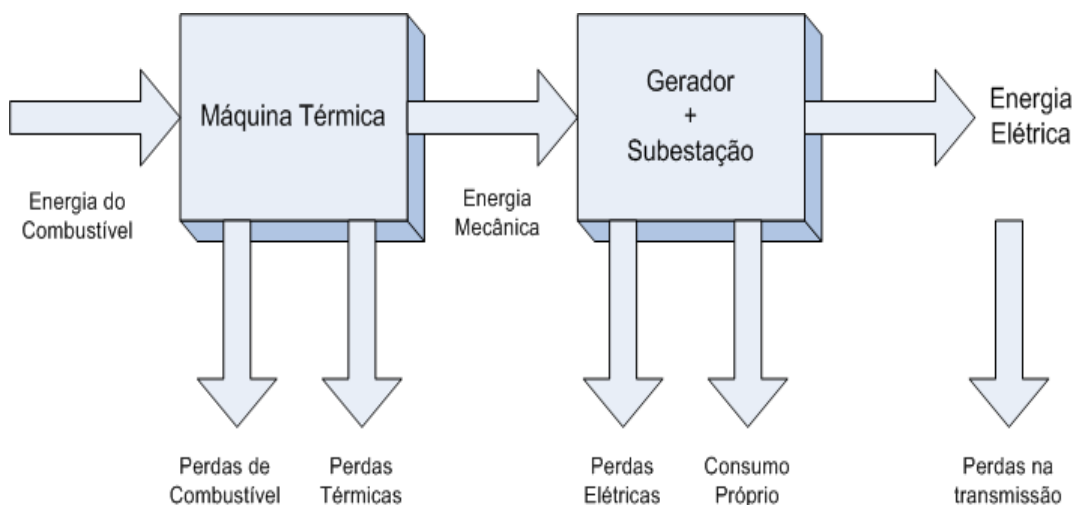 Máquina Térmica
Gerador
+
Subestação
Energia
Elétrica
Energia do
Combustível
Energia
Mecânica
Perdas de
Combustível
Perdas
Térmicas
Perdas
Elétricas
Consumo
Próprio
Perdas na
transmissão